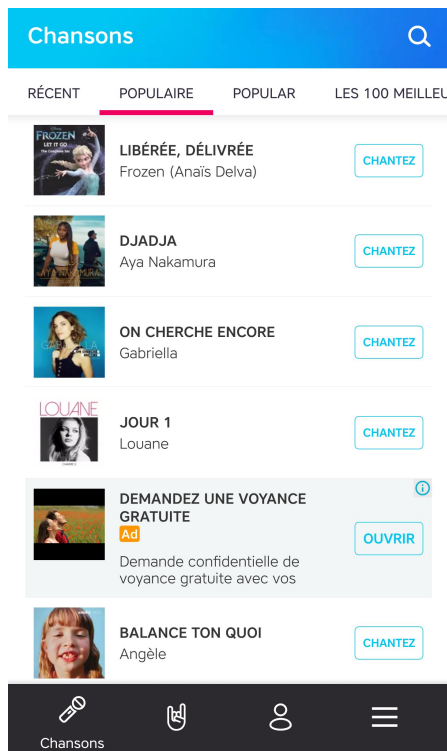 Chansons
RÉCENT
POPULAIRE
POPULAR
LES 100 MEILLEU
FROZEN
LET IT GO
LIBÉRÉE, DÉLIVRÉE
Frozen (Anaïs Delva)
CHANTEZ
AYA NAKAMURA
DJADJA
Aya Nakamura
CHANTEZ
ON CHERCHE ENCORE
Gabriella
CHANTEZ
LOUANE
JOUR 1
Louane
CHANTEZ
DEMANDEZ UNE VOYANCE
GRATUITE
Ad
Demande confidentielle de
voyance gratuite avec vos
OUVRIR
BALANCE TON QUOI
Angèle
CHANTEZ
Chansons